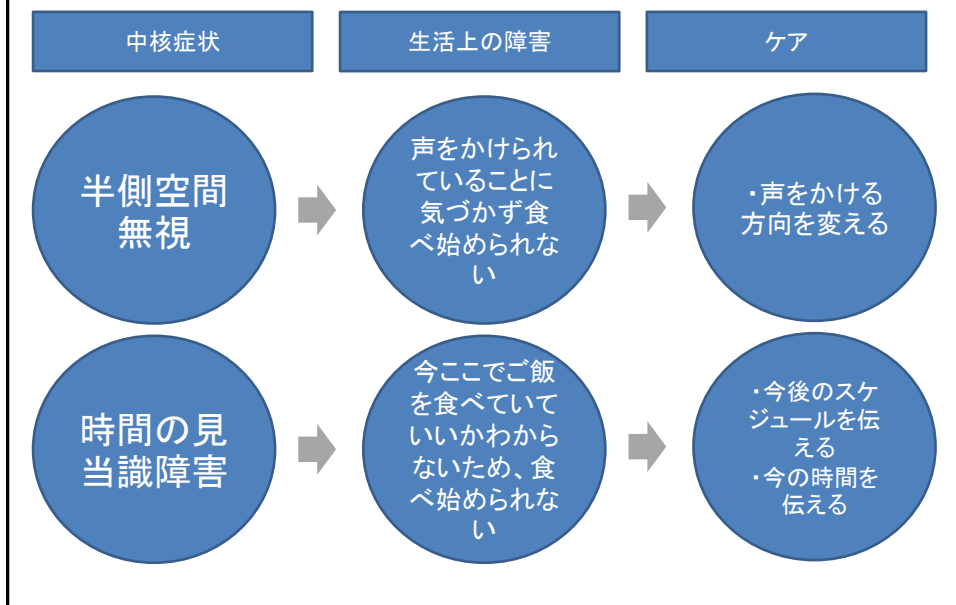 中核症状
生活上の障害
ケア
半側空間
無視
声をかけられ
ていることに
気づかず食
べ始められな
い
・声をかける
方向を変える
時間の見
当識障害
今ここでご飯
を食べていて
いいかわから
ないため、食
べ始められな
い
・今後のスケ
ジュールを伝
える
・今の時間を
伝える